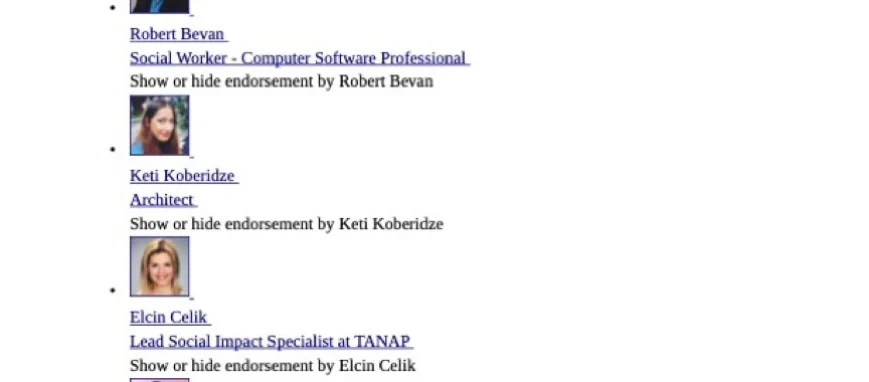 Robert Bevan
Social Worker - Computer Software Professional
Show or hide endorsement by Robert Bevan
Keti Koberidze
Architect
Show or hide endorsement by Keti Koberidze
Elcin Celik
Lead Social Impact Specialist at TANAP
Show or hide endorsement by Elcin Celik